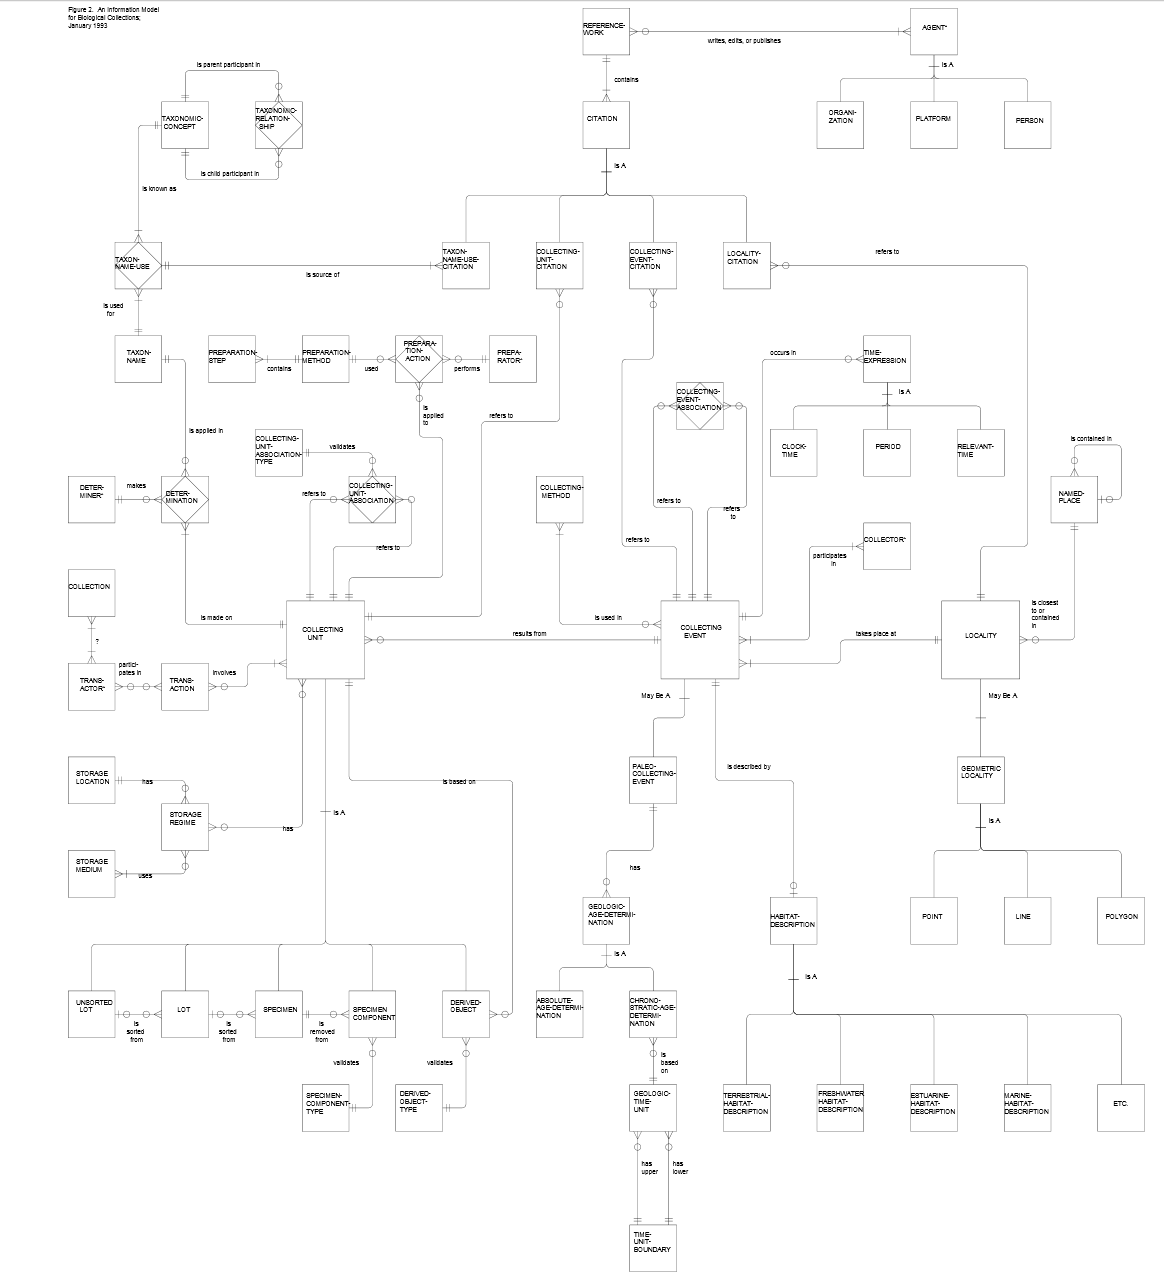 Figure 2. An Information Model
for Biological Collections;
January 1993
REFERENCE-
WORK
writes, edits, or publishes
AGENT*
Is A
ORGANI-
ZATION
PLATFORM
PERSON
contains
CITATION
Is A
is parent participant in
TAXONOMIC-
CONCEPT
TAXONOMIC-
RELATION-
SHIP
is child participant in
is known as
TAXON-
NAME-USE
is source of
TAXON-
NAME-USE-
CITATION
COLLECTING-
UNIT-
CITATION
COLLECTING-
EVENT-
CITATION
LOCALITY-
CITATION
refers to
is used
for
TAXON-
NAME
PREPARATION-
STEP
contains
PREPARATION-
METHOD
used
PREPARA-
TION-
ACTION
performs
PREPA-
RATOR*
is
applied
to
refers to
occurs in
TIME-
EXPRESSION
Is A
CLOCK-
TIME
PERIOD
RELEVANT-
TIME
COLLECTING-
EVENT-
ASSOCIATION
refers to
refers
to
refers to
is applied in
COLLECTING-
UNIT-
ASSOCIATION-
TYPE
validates
COLLECTING-
UNIT-
ASSOCIATION
refers to
refers to
DETER-
MINER*
makes
DETER-
MINATION
COLLECTING-
METHOD
is contained in
NAMED-
PLACE
COLLECTOR*
participates
in
COLLECTION
?
is made on
COLLECTING
UNIT
results from
is used in
COLLECTING
EVENT
takes place at
LOCALITY
is closest
to or
contained
in
TRANS-
ACTOR*
partici-
pates in
TRANS-
ACTION
involves
May Be A
May Be A
STORAGE
LOCATION
has
STORAGE
REGIME
has
STORAGE
MEDIUM
uses
is based on
Is A
PALEO-
COLLECTING-
EVENT
is described by
GEOMETRIC
LOCALITY
Is A
has
GEOLOGIC-
AGE-DETERMI-
NATION
Is A
HABITAT-
DESCRIPTION
Is A
POINT
LINE
POLYGON
UNSORTED
LOT
is
sorted
from
LOT
is
sorted
from
SPECIMEN
is
removed
from
SPECIMEN
COMPONENT
DERIVED-
OBJECT
ABSOLUTE-
AGE-DETERMI-
NATION
CHRONO-
STRATIC-AGE-
DETERMI-
NATION
validates
validates
is
based
on
SPECIMEN-
COMPONENT-
TYPE
DERIVED-
OBJECT-
TYPE
GEOLOGIC-
TIME-
UNIT
TERRESTRIAL-
HABITAT-
DESCRIPTION
FRESHWATER
HABITAT-
DESCRIPTION
ESTUARINE-
HABITAT-
DESCRIPTION
MARINE-
HABITAT-
DESCRIPTION
ETC.
has
upper
has
lower
TIME-
UNIT-
BOUNDARY